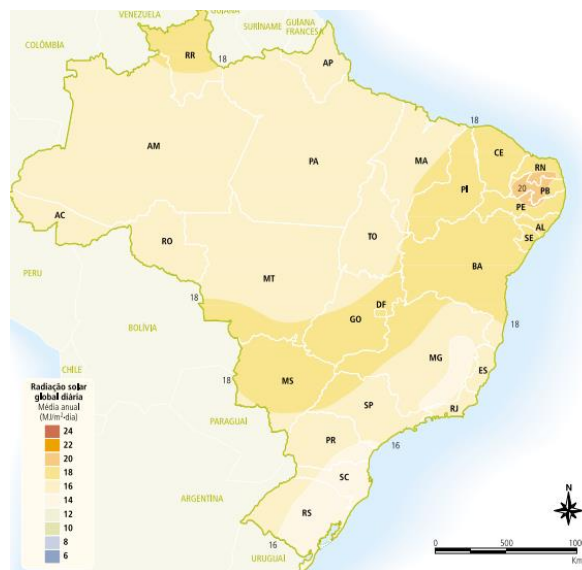 VENEZUELA
GUIANA
SURINAME
GUIANA
FRANCESA
COLÔMBIA
RR
18
AP
AM
PA
MA
18
CE
RN
PI
20
PB
PE
AL
SE
AC
RO
TO
PERU
MT
BA
18
DF
GO
18
BOLÍVIA
MG
ES
CHILE
18
MS
SP
RJ
PARAGUAI
PR
16
SC
ARGENTINA
RS
16
URUGUAI
Radiação solar
global diária
Média anual
(MJ/m².dia)
24
22
20
18
16
14
12
10
8
6
N
0 500 1000
Km